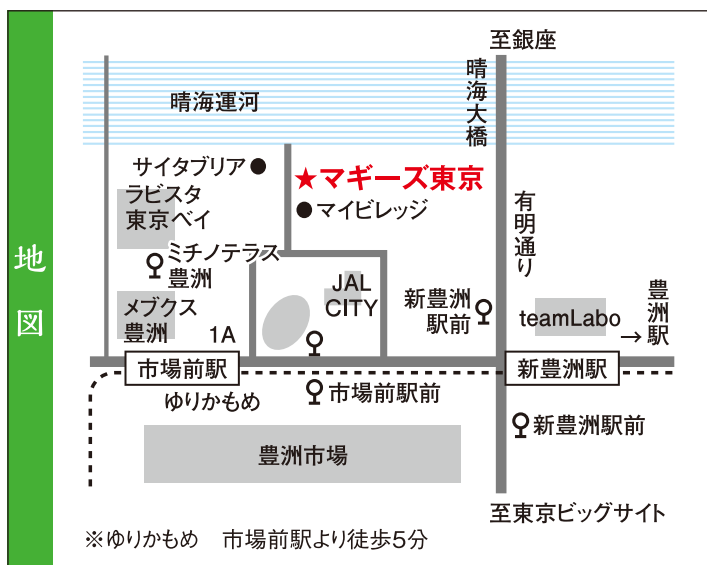 地図
至銀座
晴海大橋
晴海運河
サイタブリア
★マギーズ東京
マイビレッジ
ラビスタ
東京ベイ
有明通り
ミチノテラス
豊洲
JAL
CITY
新豊洲
駅前
メブクス
豊洲
1A
teamLabo
→豊洲駅
市場前駅
新豊洲駅
ゆりかもめ
市場前駅前
新豊洲駅前
豊洲市場
至東京ビッグサイト
※ゆりかもめ　市場前駅より徒歩5分